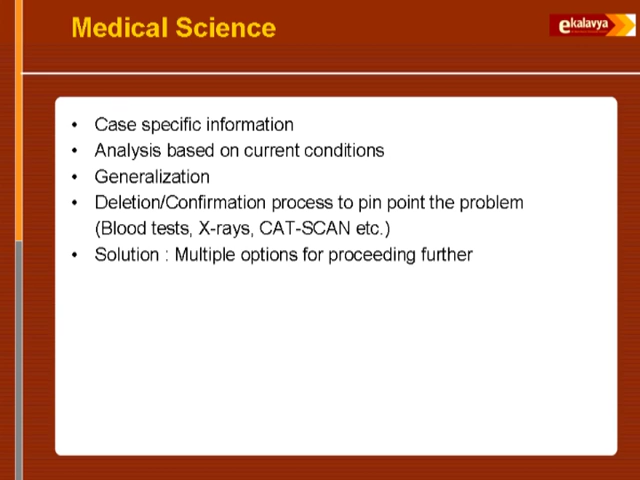 Medical Science
ekalavya
• Case specific information
• Analysis based on current conditions
• Generalization
• Deletion/Confirmation process to pin point the problem
(Blood tests, X-rays, CAT-SCAN etc.)
• Solution : Multiple options for proceeding further